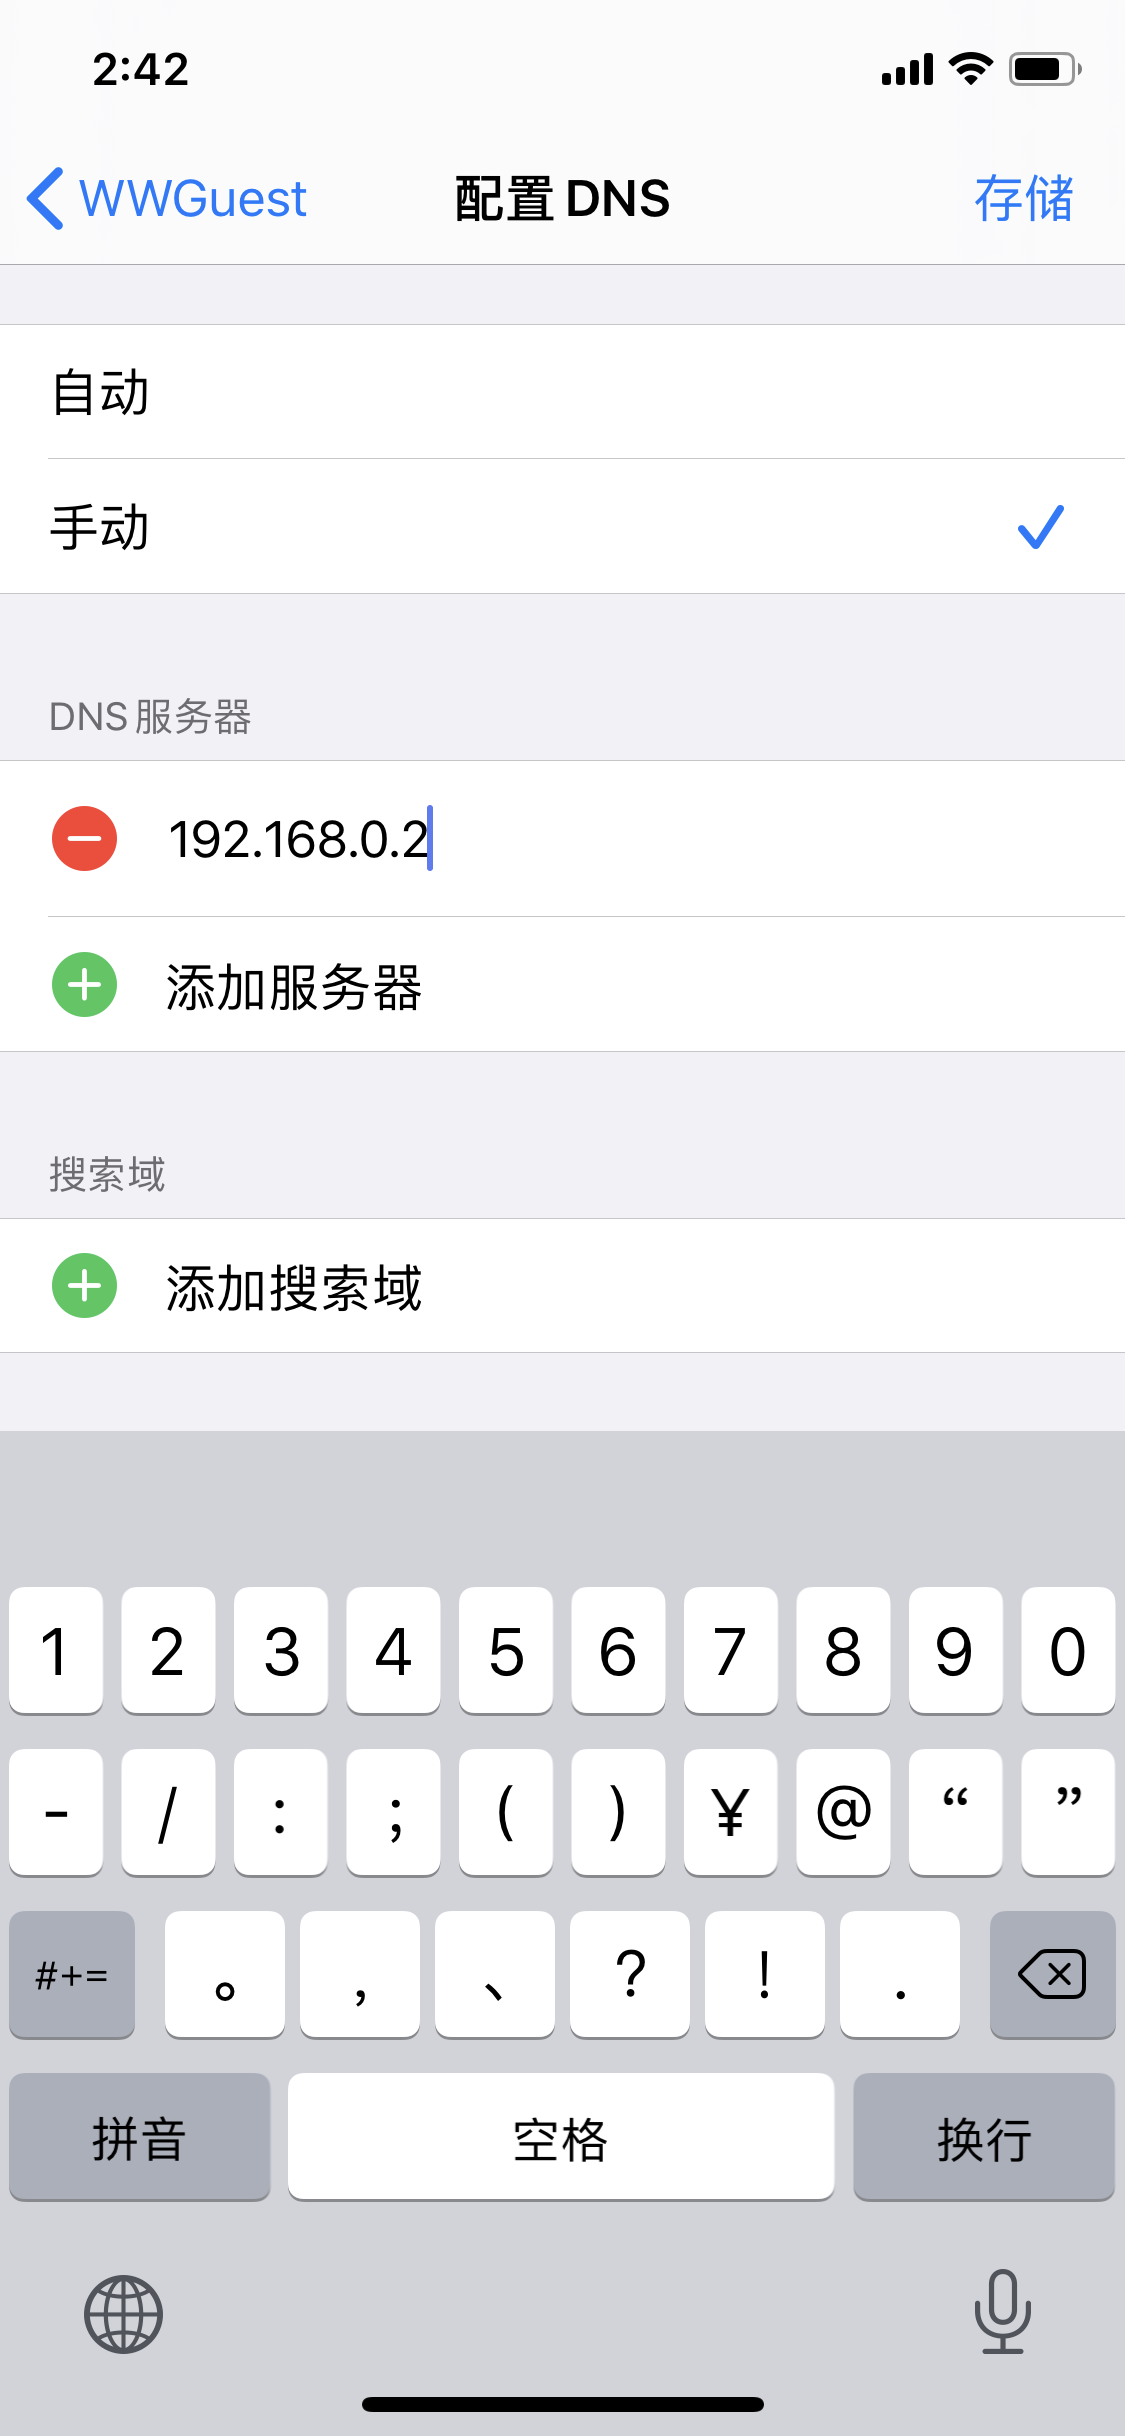 2:42
WWGuest 配置 DNS 存储
自动
手动
DNS 服务器
192.168.0.2
添加服务器
搜索域
添加搜索域
1 2 3 4 5 6 7 8 9 0
- / : ; ( ) ¥ @ “ ”
#+= 。 , 、 ? ! .
拼音 空格 换行